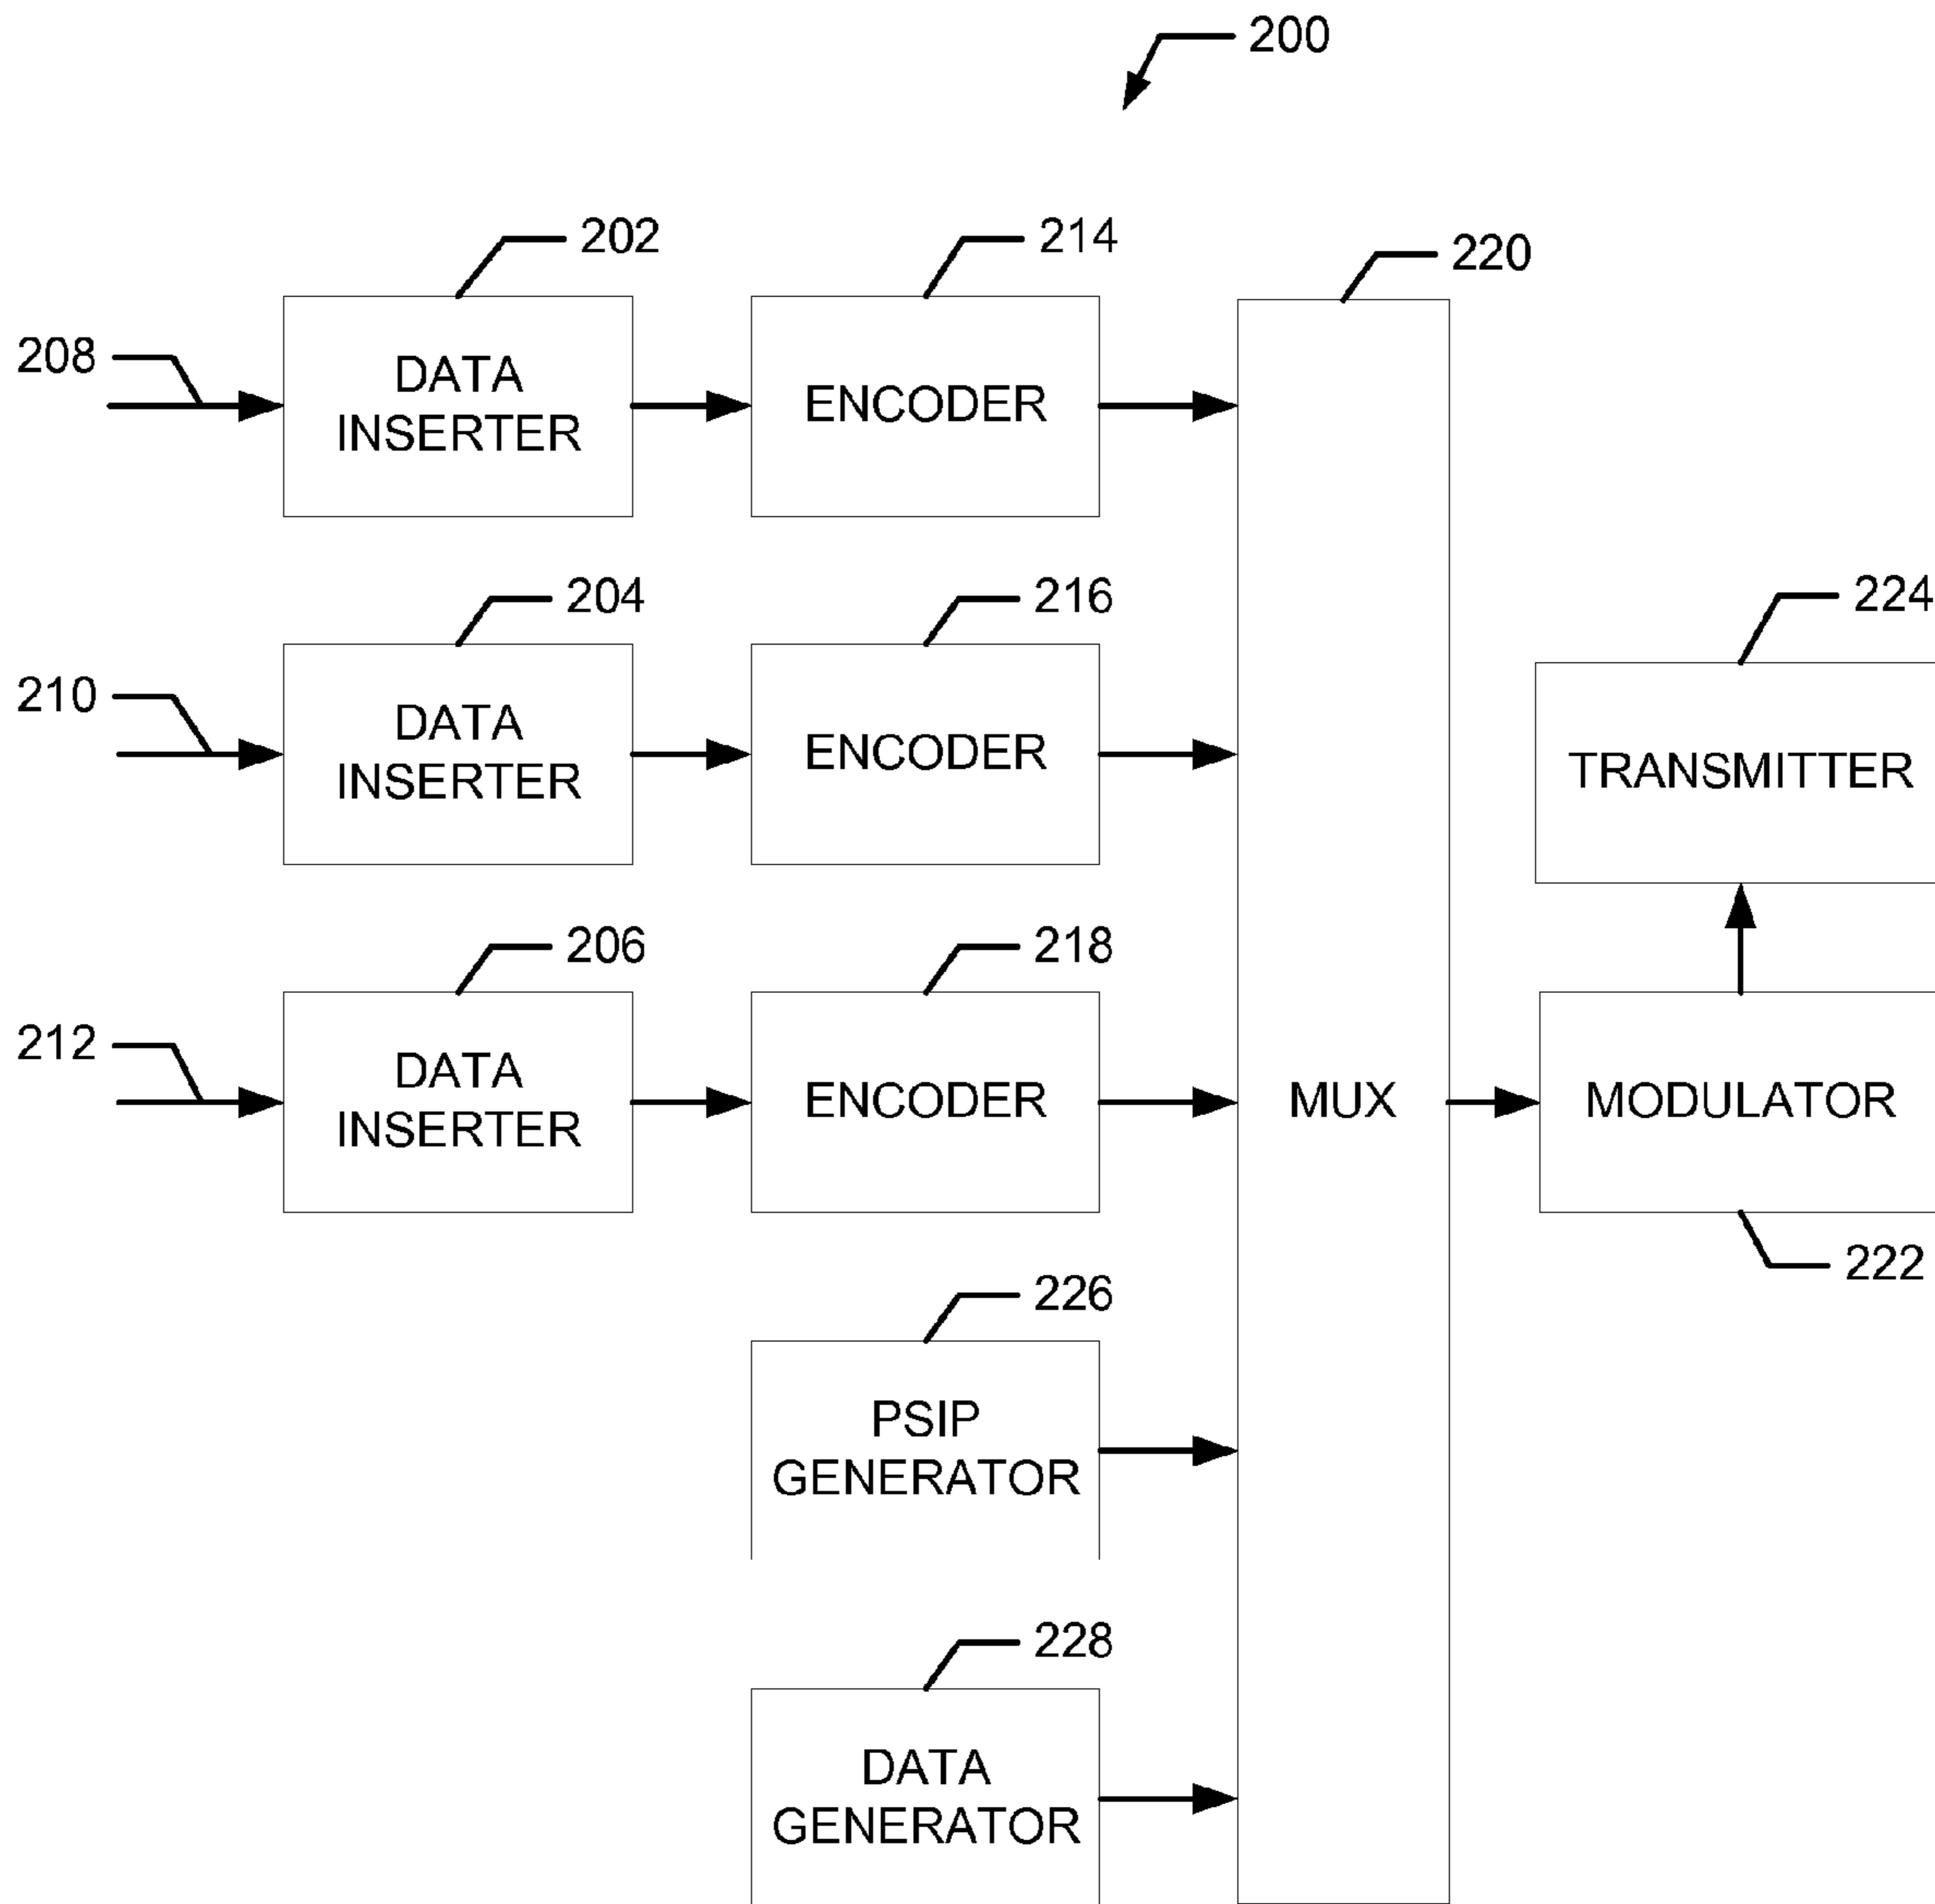 200
202
214
220
208
DATA
INSERTER
ENCODER
204
216
224
210
DATA
INSERTER
ENCODER
TRANSMITTER
206
218
212
DATA
INSERTER
ENCODER
MUX
MODULATOR
222
226
PSIP
GENERATOR
228
DATA
GENERATOR